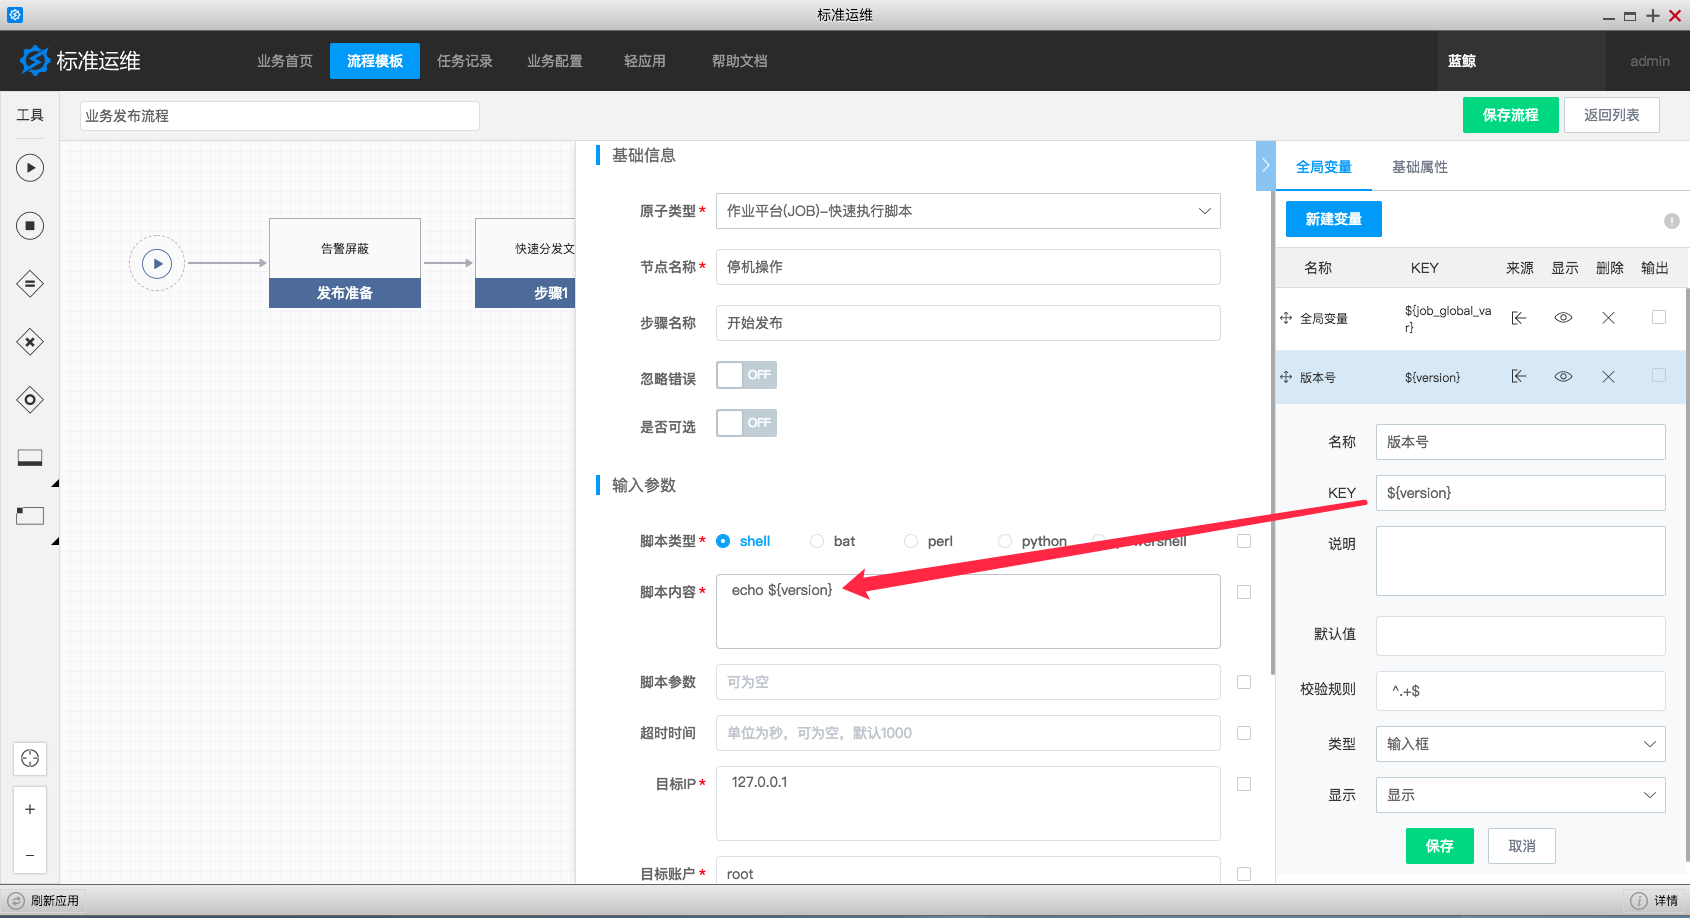 标准运维
标准运维
业务首页
流程模板
任务记录
业务配置
轻应用
帮助文档
蓝鲸
admin
工具
业务发布流程
保存流程
返回列表
告警屏蔽
发布准备
快速分发文
步骤1
基础信息
原子类型*
作业平台(JOB)-快速执行脚本
节点名称*
停机操作
步骤名称
开始发布
忽略错误
OFF
是否可选
OFF
输入参数
脚本类型*
shell
bat
perl
python
脚本内容*
echo ${version}
脚本参数
可为空
超时时间
单位为秒，可为空，默认1000
目标IP*
127.0.0.1
目标账户*
root
全局变量
基础属性
新建变量
名称 KEY 来源 显示 删除 输出
全局变量
${job_global_va
r}
版本号
${version}
名称
版本号
KEY
${version}
说明
默认值
校验规则
^.+$
类型
输入框
显示
显示
保存
取消
刷新应用
详情